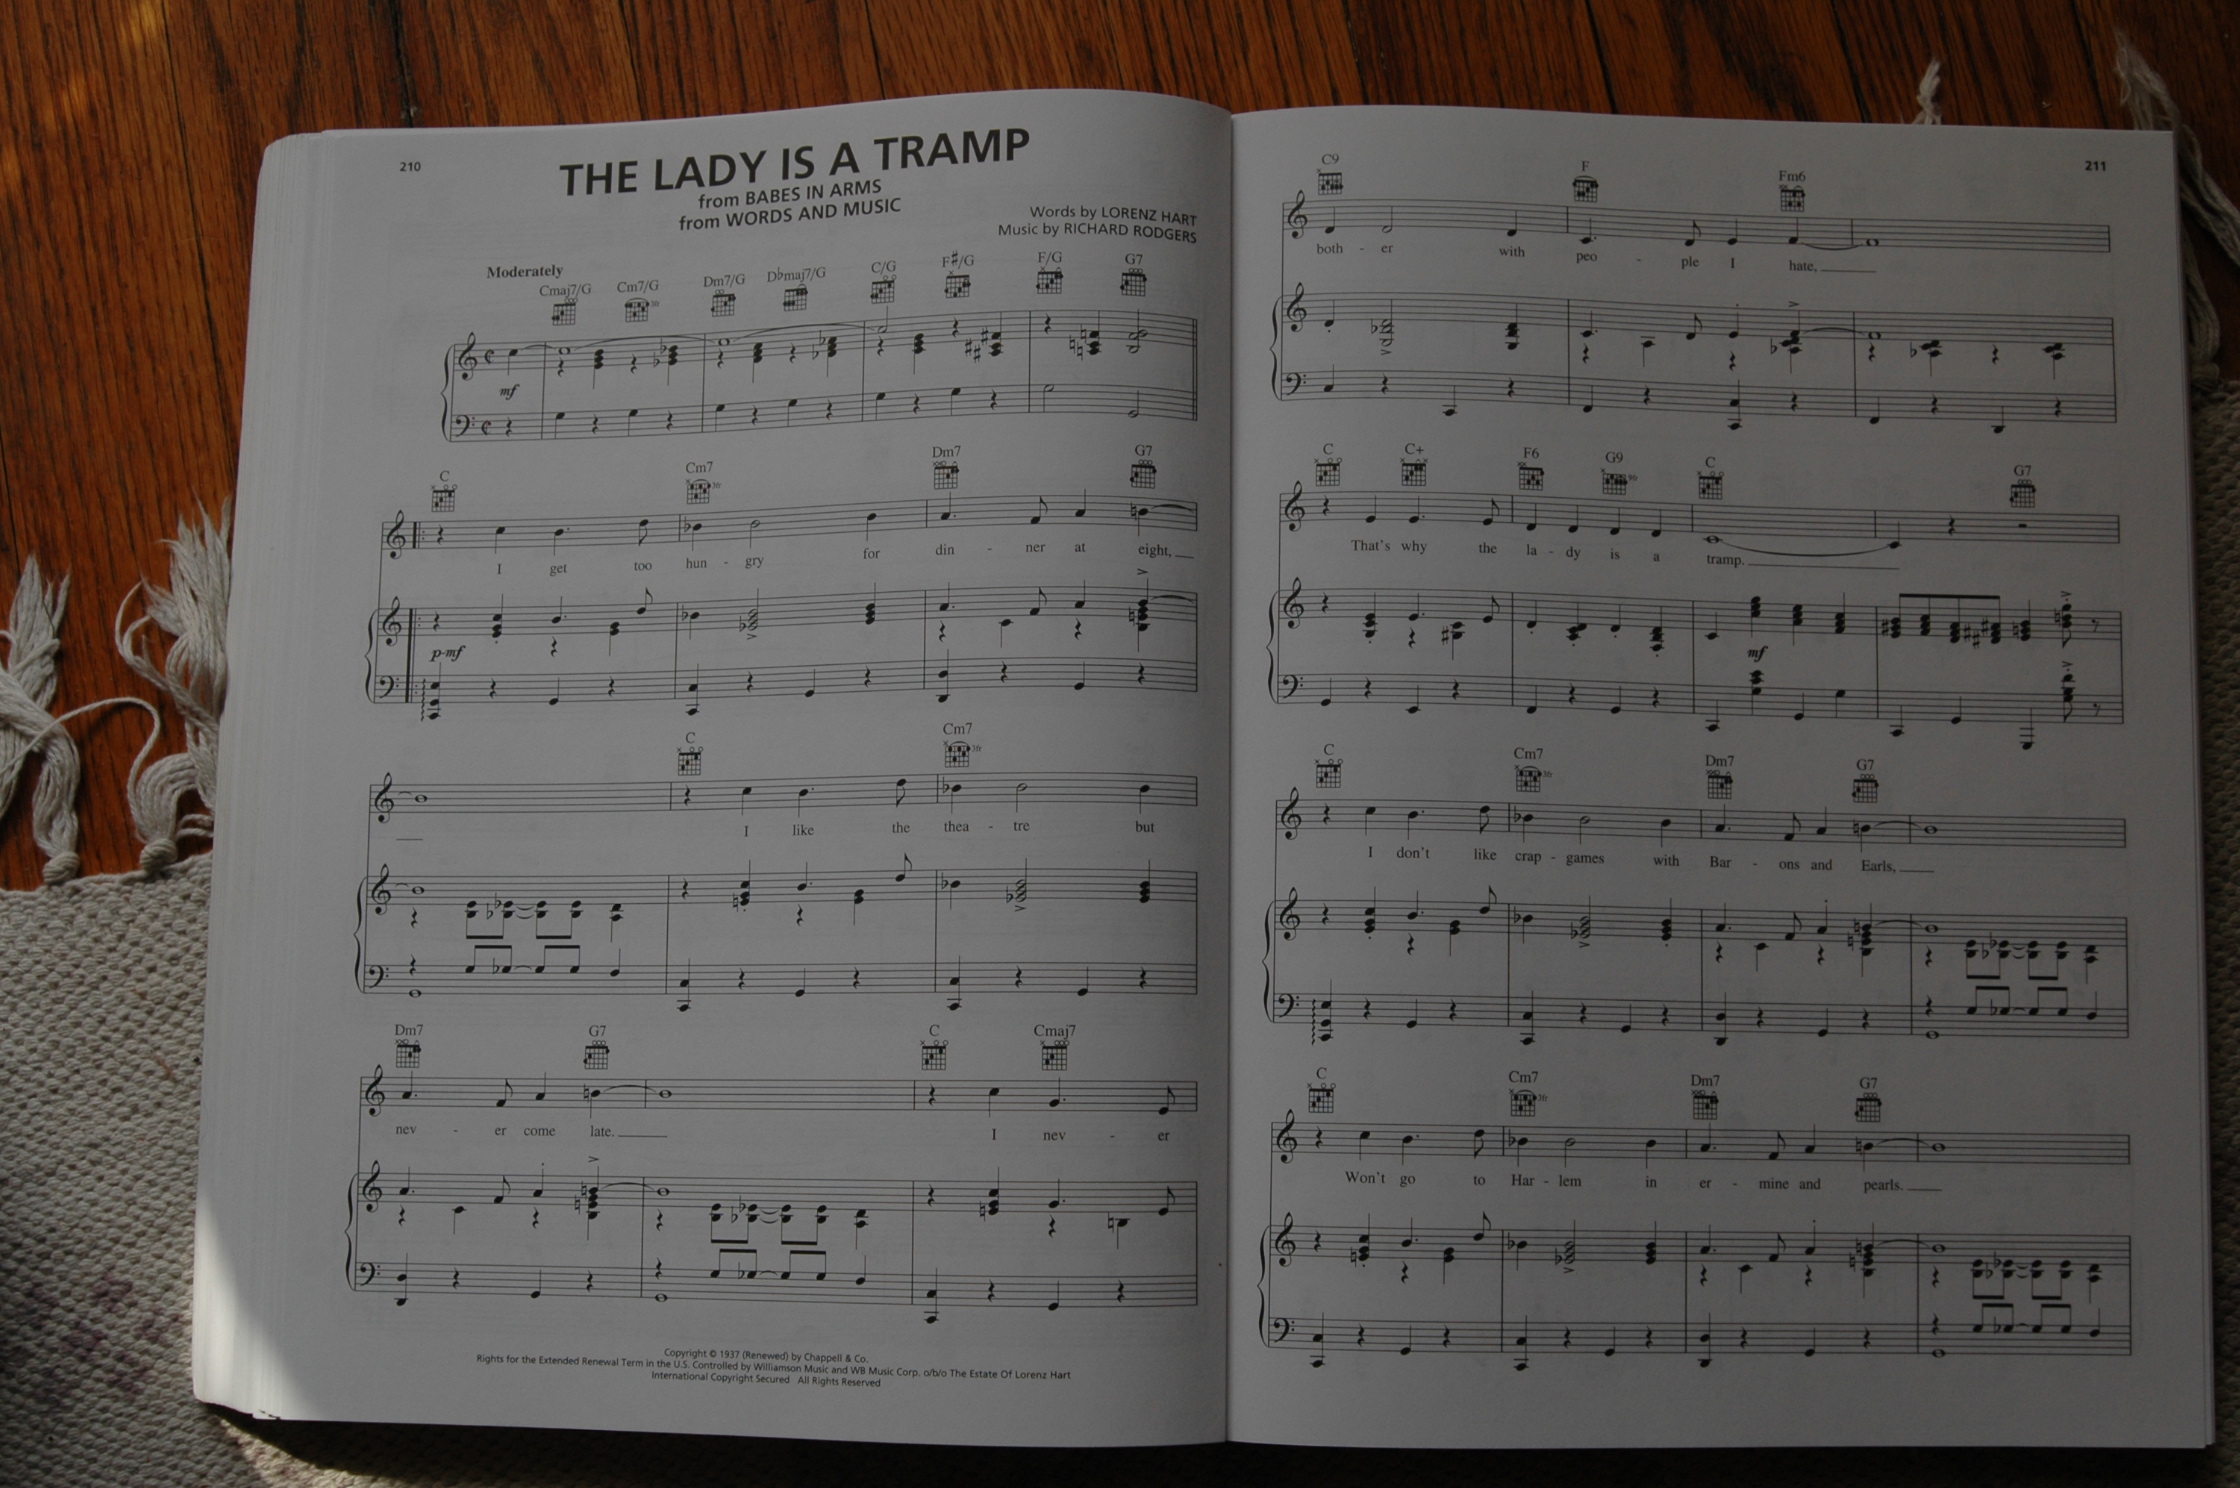 210
THE LADY IS A TRAMP
from BABES IN ARMS
from WORDS AND MUSIC
Words by LORENZ HART
Music by RICHARD RODGERS
Moderately
Cmaj7/G Cm7/G Dm7/G D♭maj7/G C/G F♯/G F/G G7
mf
C Cm7 Dm7 G7
3fr
I get too hun - gry for din - ner at eight,
p-mf
C Cm7
3fr
I like the thea - tre but
Dm7 G7 C Cmaj7
nev - er come late. I nev - er
Copyright © 1937 (Renewed) by Chappell & Co.
Rights for the Extended Renewal Term in the U.S. Controlled by Williamson Music and WB Music Corp. o/b/o The Estate Of Lorenz Hart
International Copyright Secured All Rights Reserved
211
C9 F Fm6
both - er with peo - ple I hate,
C C+ F6 G9 C G7
That's why the la - dy is a tramp.
mf
C Cm7 Dm7 G7
3fr
I don't like crap - games with Bar - ons and Earls,
C Cm7 Dm7 G7
3fr
Won't go to Har - lem in er - mine and pearls.